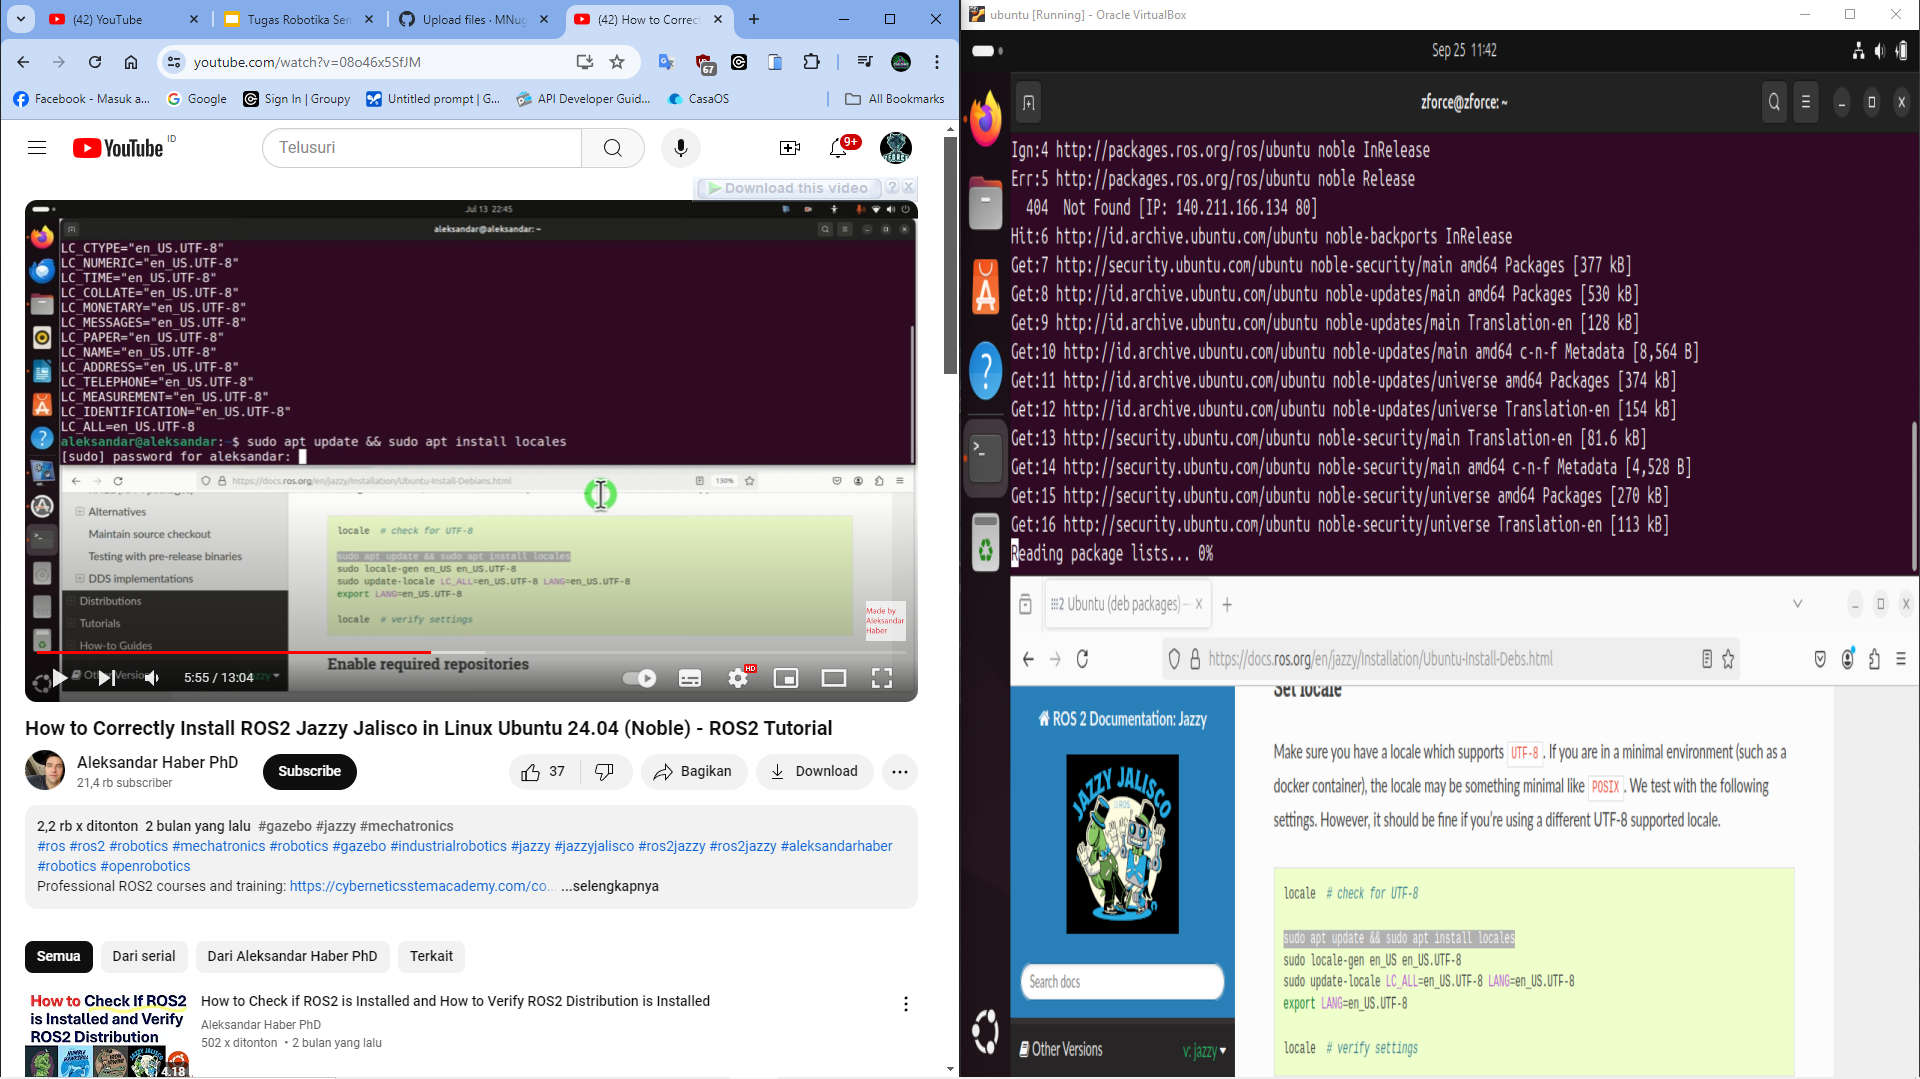 (42) YouTube
Tugas Robotika Ser
Upload files · MNug
(42) How to Correct
youtube.com/watch?v=08o46x5SfJM
67
Facebook - Masuk a...
Google
Sign In | Groupy
Untitled prompt | G...
API Developer Guid...
CasaOS
All Bookmarks
YouTube ID
Telusuri
9+
Download this video
?
Jul 13 22:45
aleksandar@aleksandar: ~
LC_CTYPE="en_US.UTF-8"
LC_NUMERIC="en_US.UTF-8"
LC_TIME="en_US.UTF-8"
LC_COLLATE="en_US.UTF-8"
LC_MONETARY="en_US.UTF-8"
LC_MESSAGES="en_US.UTF-8"
LC_PAPER="en_US.UTF-8"
LC_NAME="en_US.UTF-8"
LC_ADDRESS="en_US.UTF-8"
LC_TELEPHONE="en_US.UTF-8"
LC_MEASUREMENT="en_US.UTF-8"
LC_IDENTIFICATION="en_US.UTF-8"
LC_ALL=en_US.UTF-8
aleksandar@aleksandar:~$ sudo apt update && sudo apt install locales
[sudo] password for aleksandar:
https://docs.ros.org/en/jazzy/Installation/Ubuntu-Install-Debians.html
130%
Alternatives
Maintain source checkout
Testing with pre-release binaries
DDS implementations
Distributions
Tutorials
How-to Guides
Other Versions
locale # check for UTF-8
sudo apt update && sudo apt install locales
sudo locale-gen en_US en_US.UTF-8
sudo update-locale LC_ALL=en_US.UTF-8 LANG=en_US.UTF-8
export LANG=en_US.UTF-8
locale # verify settings
Made by
Aleksandar
Haber
Enable required repositories
5:55 / 13:04
HD
How to Correctly Install ROS2 Jazzy Jalisco in Linux Ubuntu 24.04 (Noble) - ROS2 Tutorial
Aleksandar Haber PhD
21,4 rb subscriber
Subscribe
37
Bagikan
Download
2,2 rb x ditonton 2 bulan yang lalu #gazebo #jazzy #mechatronics
#ros #ros2 #robotics #mechatronics #robotics #gazebo #industrialrobotics #jazzy #jazzyjalisco #ros2jazzy #ros2jazzy #aleksandarhaber
#robotics #openrobotics
Professional ROS2 courses and training: https://cyberneticsstemacademy.com/co... ...selengkapnya
Semua
Dari serial
Dari Aleksandar Haber PhD
Terkait
How to Check If ROS2
is Installed and Verify
ROS2 Distribution
4.18
How to Check if ROS2 is Installed and How to Verify ROS2 Distribution is Installed
Aleksandar Haber PhD
502 x ditonton • 2 bulan yang lalu
ubuntu [Running] - Oracle VirtualBox
Sep 25 11:42
zforce@zforce: ~
Ign:4 http://packages.ros.org/ros/ubuntu noble InRelease
Err:5 http://packages.ros.org/ros/ubuntu noble Release
404 Not Found [IP: 140.211.166.134 80]
Hit:6 http://id.archive.ubuntu.com/ubuntu noble-backports InRelease
Get:7 http://security.ubuntu.com/ubuntu noble-security/main amd64 Packages [377 kB]
Get:8 http://id.archive.ubuntu.com/ubuntu noble-updates/main amd64 Packages [530 kB]
Get:9 http://id.archive.ubuntu.com/ubuntu noble-updates/main Translation-en [128 kB]
Get:10 http://id.archive.ubuntu.com/ubuntu noble-updates/main amd64 c-n-f Metadata [8,564 B]
Get:11 http://id.archive.ubuntu.com/ubuntu noble-updates/universe amd64 Packages [374 kB]
Get:12 http://id.archive.ubuntu.com/ubuntu noble-updates/universe Translation-en [154 kB]
Get:13 http://security.ubuntu.com/ubuntu noble-security/main Translation-en [81.6 kB]
Get:14 http://security.ubuntu.com/ubuntu noble-security/main amd64 c-n-f Metadata [4,528 B]
Get:15 http://security.ubuntu.com/ubuntu noble-security/universe amd64 Packages [270 kB]
Get:16 http://security.ubuntu.com/ubuntu noble-security/universe Translation-en [113 kB]
Reading package lists... 0%
Ubuntu (deb packages) —
https://docs.ros.org/en/jazzy/Installation/Ubuntu-Install-Debs.html
ROS 2 Documentation: Jazzy
JAZZY JALISCO
ROS
Search docs
Other Versions
v: jazzy
Set locale
Make sure you have a locale which supports UTF-8. If you are in a minimal environment (such as a
docker container), the locale may be something minimal like POSIX. We test with the following
settings. However, it should be fine if you're using a different UTF-8 supported locale.
locale # check for UTF-8
sudo apt update && sudo apt install locales
sudo locale-gen en_US en_US.UTF-8
sudo update-locale LC_ALL=en_US.UTF-8 LANG=en_US.UTF-8
export LANG=en_US.UTF-8
locale # verify settings